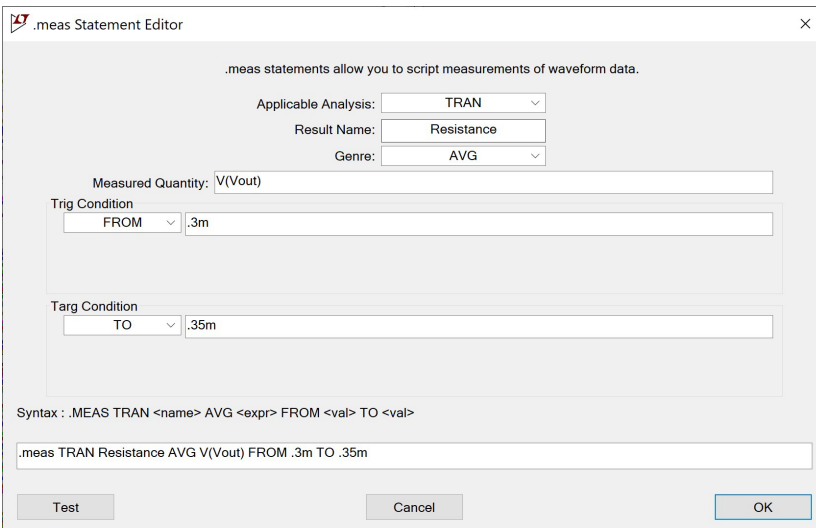 .meas Statement Editor
.meas statements allow you to script measurements of waveform data.
Applicable Analysis: TRAN
Result Name: Resistance
Genre: AVG
Measured Quantity: V(Vout)
Trig Condition
FROM .3m
Targ Condition
TO .35m
Syntax : .MEAS TRAN <name> AVG <expr> FROM <val> TO <val>
.meas TRAN Resistance AVG V(Vout) FROM .3m TO .35m
Test Cancel OK